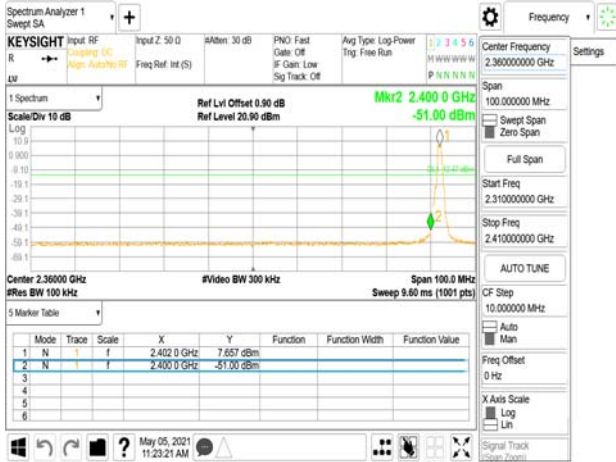 Spectrum Analyzer 1
Swept SA
+
Frequency
Settings
KEYSIGHT
R
Input: RF
Coupling: DC
Align: Auto/No RF
Input Z: 50 Ω
Freq Ref: Int (S)
#Atten: 30 dB
PNO: Fast
Gate: Off
IF Gain: Low
Sig Track: Off
Avg Type: Log-Power
Trig: Free Run
1 2 3 4 5 6
M W W W W W
P N N N N N
1 Spectrum
Scale/Div 10 dB
Log
Ref Lvl Offset 0.90 dB
Ref Level 20.90 dBm
Mkr2 2.400 0 GHz
-51.00 dBm
10.9
0.900
-9.10
-19.1
-29.1
-39.1
-49.1
-59.1
-69.1
1
2
Center 2.36000 GHz
#Res BW 100 kHz
#Video BW 300 kHz
Span 100.0 MHz
Sweep 9.60 ms (1001 pts)
5 Marker Table
Mode Trace Scale X Y Function Function Width Function Value
1 N 1 f 2.402 0 GHz 7.657 dBm
2 N 1 f 2.400 0 GHz -51.00 dBm
3
4
5
6
?
May 05, 2021
11:23:21 AM
Center Frequency
2.360000000 GHz
Span
100.000000 MHz
Swept Span
Zero Span
Full Span
Start Freq
2.310000000 GHz
Stop Freq
2.410000000 GHz
AUTO TUNE
CF Step
10.000000 MHz
Auto
Man
Freq Offset
0 Hz
X Axis Scale
Log
Lin
Signal Track
(Span Zoom)